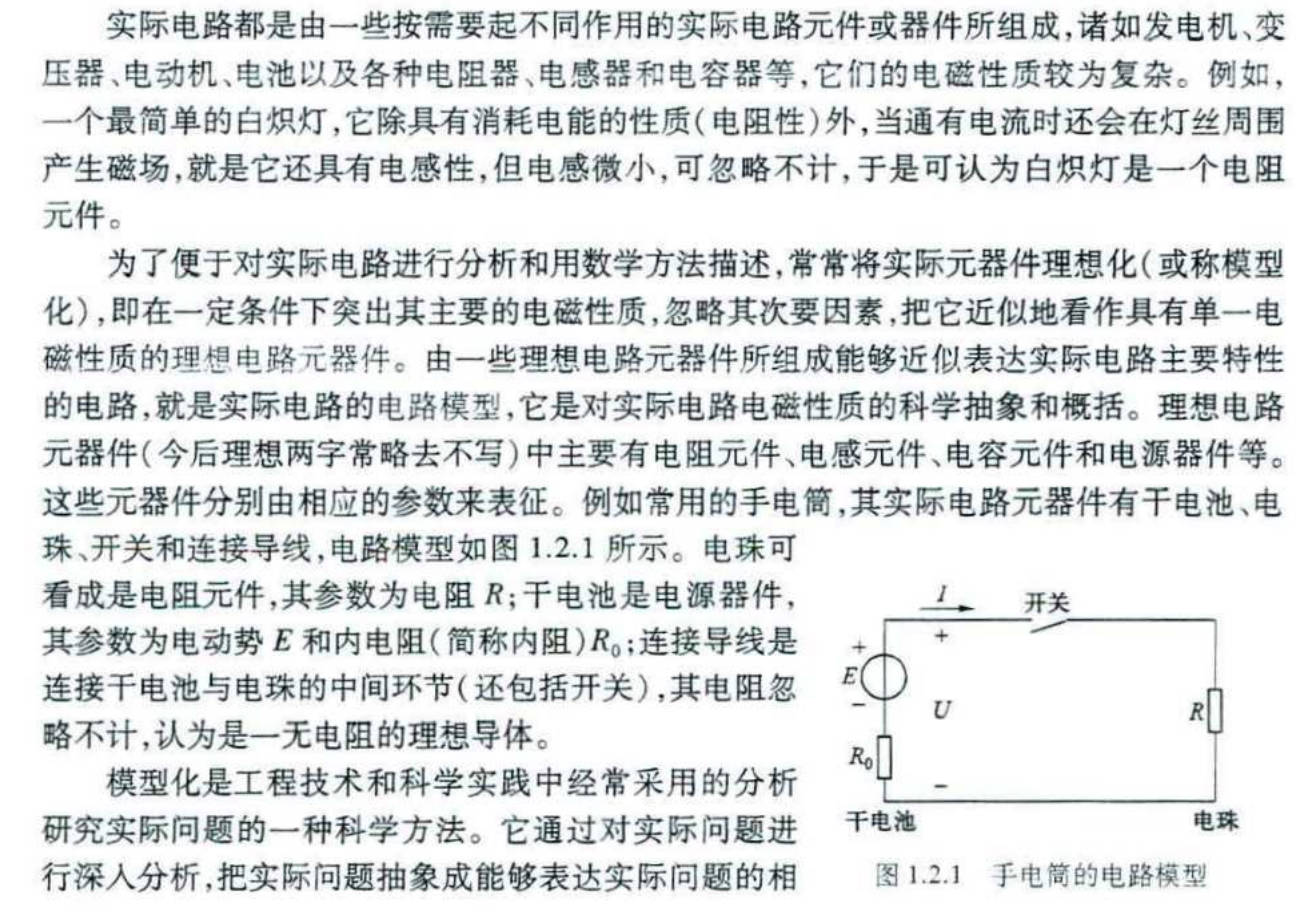 实际电路都是由一些按需要起不同作用的实际电路元件或器件所组成,诸如发电机、变
压器、电动机、电池以及各种电阻器、电感器和电容器等,它们的电磁性质较为复杂。例如,
一个最简单的白炽灯,它除具有消耗电能的性质(电阻性)外,当通有电流时还会在灯丝周围
产生磁场,就是它还具有电感性,但电感微小,可忽略不计,于是可认为白炽灯是一个电阻
元件。
为了便于对实际电路进行分析和用数学方法描述,常常将实际元器件理想化(或称模型
化),即在一定条件下突出其主要的电磁性质,忽略其次要因素,把它近似地看作具有单一电
磁性质的理想电路元器件。由一些理想电路元器件所组成能够近似表达实际电路主要特性
的电路,就是实际电路的电路模型,它是对实际电路电磁性质的科学抽象和概括。理想电路
元器件(今后理想两字常略去不写)中主要有电阻元件、电感元件、电容元件和电源器件等。
这些元器件分别由相应的参数来表征。例如常用的手电筒,其实际电路元器件有干电池、电
珠、开关和连接导线,电路模型如图 1.2.1 所示。电珠可
看成是电阻元件,其参数为电阻 R;干电池是电源器件,
其参数为电动势 E 和内电阻(简称内阻)R₀;连接导线是
连接干电池与电珠的中间环节(还包括开关),其电阻忽
略不计,认为是一无电阻的理想导体。
模型化是工程技术和科学实践中经常采用的分析
研究实际问题的一种科学方法。它通过对实际问题进
行深入分析,把实际问题抽象成能够表达实际问题的相
I
开关
+
+
E
−
U
R
R₀
−
干电池
电珠
图 1.2.1 手电筒的电路模型